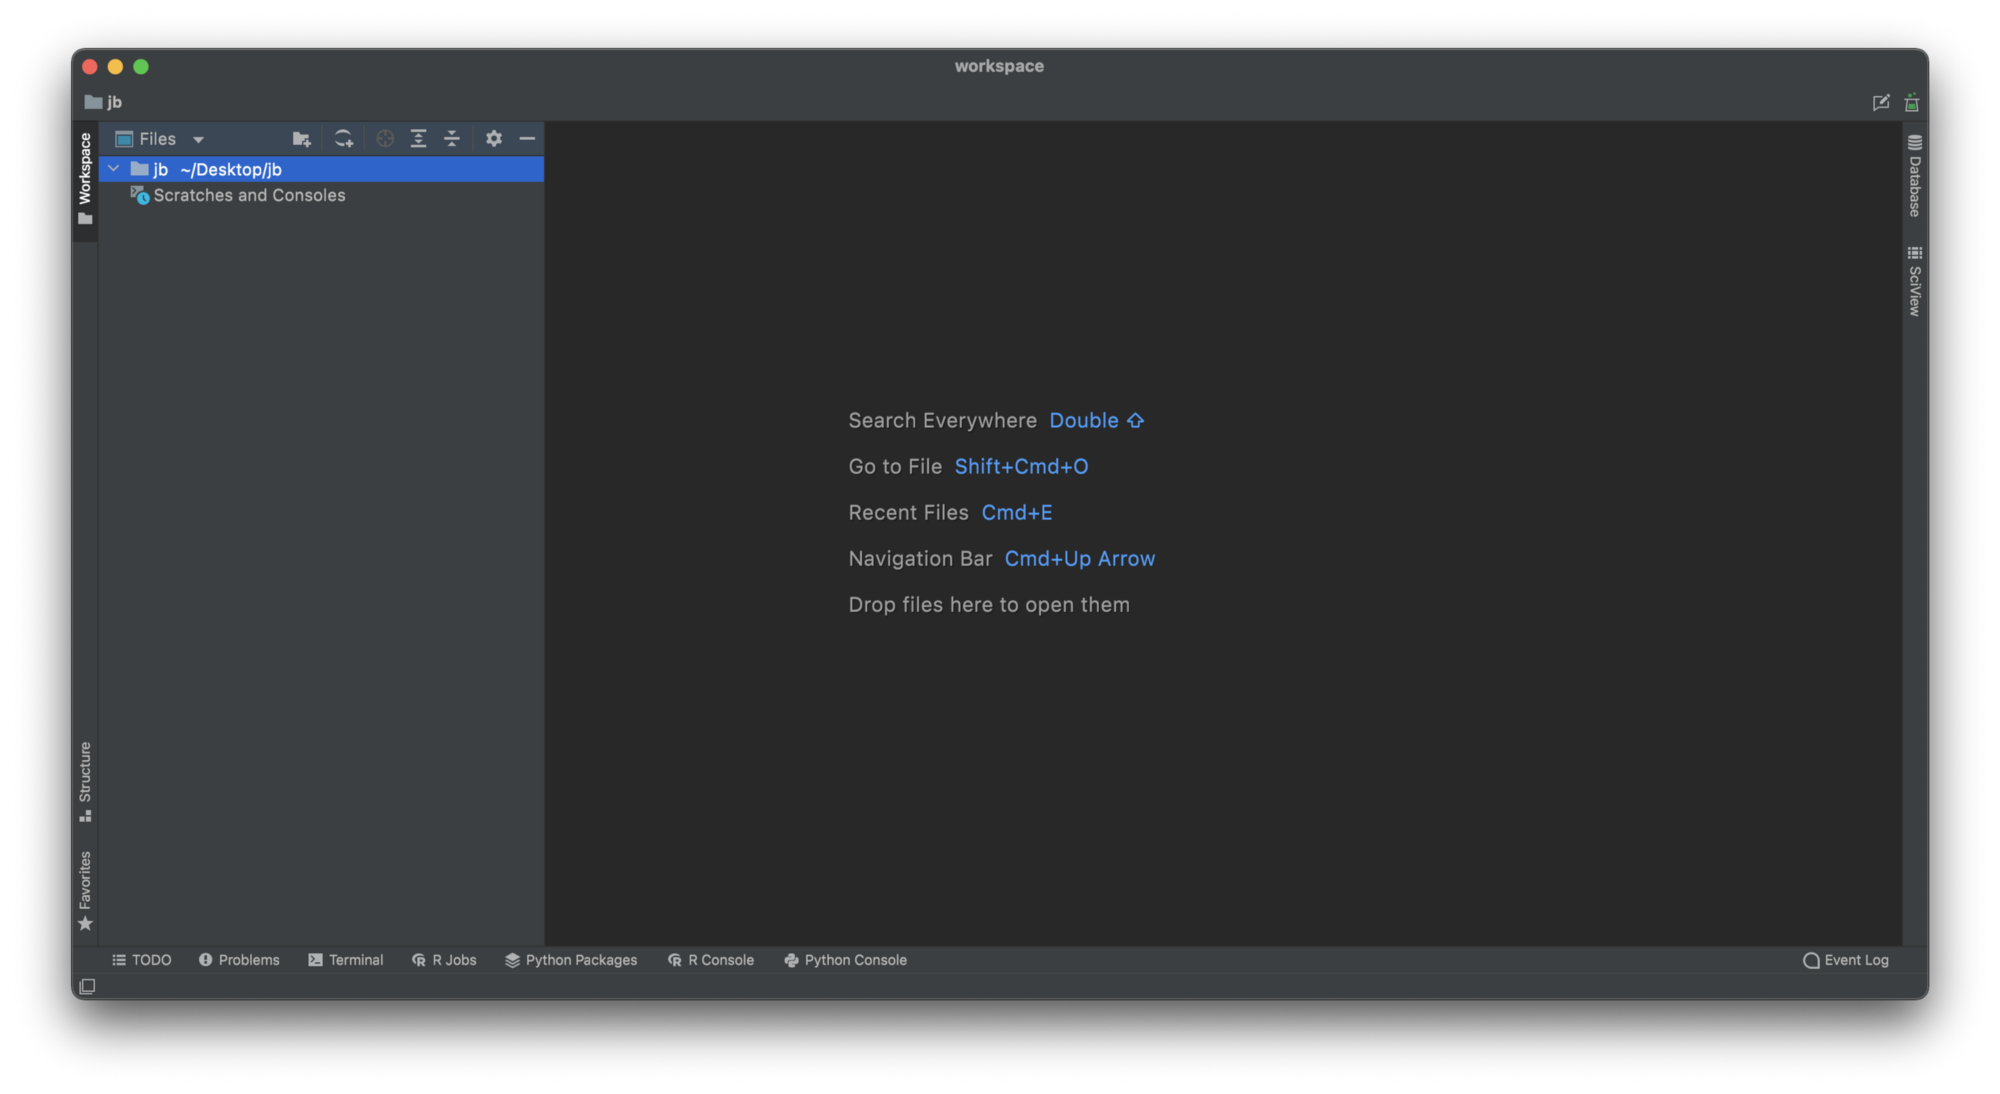 workspace
jb
Files
jb ~/Desktop/jb
Scratches and Consoles
Workspace
Structure
Favorites
Search Everywhere Double ⇧
Go to File Shift+Cmd+O
Recent Files Cmd+E
Navigation Bar Cmd+Up Arrow
Drop files here to open them
Database
SciView
TODO Problems Terminal R Jobs Python Packages R Console Python Console Event Log